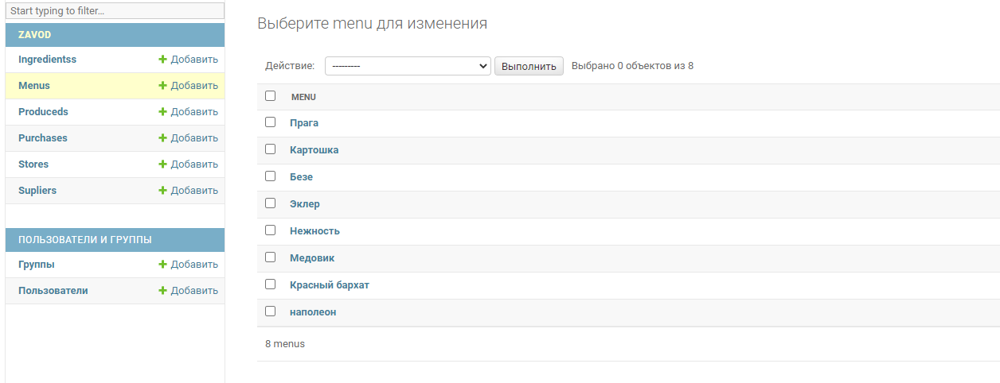 Start typing to filter...
ZAVOD
Ingredientss Добавить
Menus Добавить
Produceds Добавить
Purchases Добавить
Stores Добавить
Supliers Добавить
ПОЛЬЗОВАТЕЛИ И ГРУППЫ
Группы Добавить
Пользователи Добавить
Выберите menu для изменения
Действие: --------- Выполнить Выбрано 0 объектов из 8
MENU
Прага
Картошка
Безе
Эклер
Нежность
Медовик
Красный бархат
наполеон
8 menus